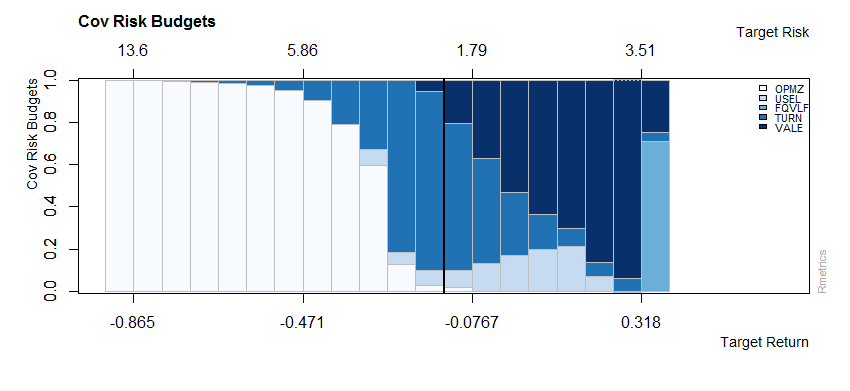 Cov Risk Budgets
Target Risk
13.6 5.86 1.79 3.51
Cov Risk Budgets
1.0
0.8
0.6
0.4
0.2
0.0
OPMZ
USEL
FQVLF
TURN
VALE
Rmetrics
-0.865 -0.471 -0.0767 0.318
Target Return